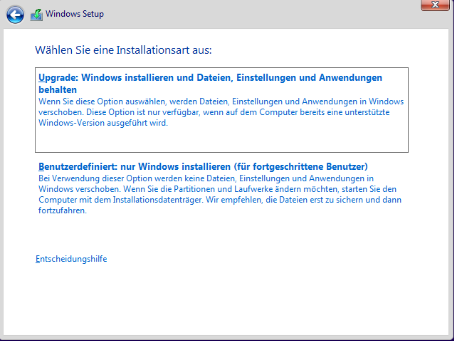 Windows Setup
Wählen Sie eine Installationsart aus:
Upgrade: Windows installieren und Dateien, Einstellungen und Anwendungen
behalten
Wenn Sie diese Option auswählen, werden Dateien, Einstellungen und Anwendungen in Windows
verschoben. Diese Option ist nur verfügbar, wenn auf dem Computer bereits eine unterstützte
Windows-Version ausgeführt wird.
Benutzerdefiniert: nur Windows installieren (für fortgeschrittene Benutzer)
Bei Verwendung dieser Option werden keine Dateien, Einstellungen und Anwendungen in
Windows verschoben. Wenn Sie die Partitionen und Laufwerke ändern möchten, starten Sie den
Computer mit dem Installationsdatenträger. Wir empfehlen, die Dateien erst zu sichern und dann
fortzufahren.
Entscheidungshilfe